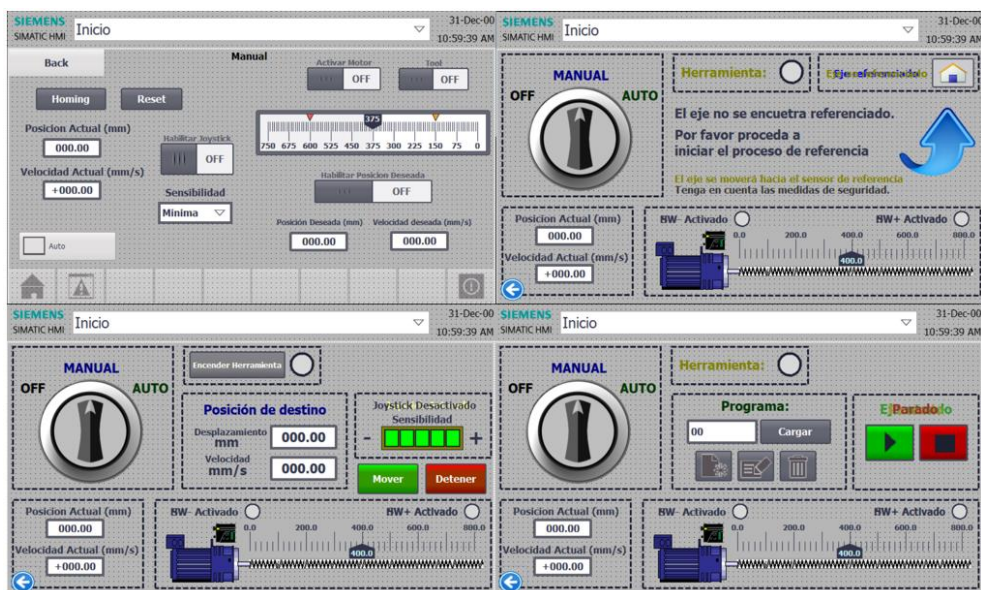 SIEMENS
SIMATIC HMI
Inicio
31-Dec-00
10:59:39 AM
Back
Manual
Activar Motor
Tool
OFF
OFF
Homing
Reset
375
750 675 600 525 450 375 300 225 150 75 0
Posicion Actual (mm)
000.00
Habilitar Joystick
OFF
Velocidad Actual (mm/s)
+000.00
Habilitar Posicion Deseada
OFF
Sensibilidad
Minima
Posición Deseada (mm)
Velocidad deseada (mm/s)
000.00
000.00
Auto
SIEMENS
SIMATIC HMI
Inicio
31-Dec-00
10:59:39 AM
MANUAL
OFF
AUTO
Herramienta:
El eje no se encuetra referenciado.
Por favor proceda a
iniciar el proceso de referencia
El eje se moverá hacia el sensor de referencia
Tenga en cuenta las medidas de seguridad.
Posicion Actual (mm)
000.00
Velocidad Actual (mm/s)
+000.00
Activado
Activado
0.0 200.0 400.0 600.0 800.0
400.0
SIEMENS
SIMATIC HMI
Inicio
31-Dec-00
10:59:39 AM
MANUAL
OFF
AUTO
Encender Herramienta
Posición de destino
Desplazamiento
mm
000.00
Velocidad
mm/s
000.00
Joystick Desactivado
Sensibilidad
- +
Mover
Detener
Posicion Actual (mm)
000.00
Velocidad Actual (mm/s)
+000.00
Activado
Activado
0.0 200.0 400.0 600.0 800.0
400.0
SIEMENS
SIMATIC HMI
Inicio
31-Dec-00
10:59:39 AM
MANUAL
OFF
AUTO
Herramienta:
Programa:
00
Cargar
Parado
Posicion Actual (mm)
000.00
Velocidad Actual (mm/s)
+000.00
Activado
Activado
0.0 200.0 400.0 600.0 800.0
400.0